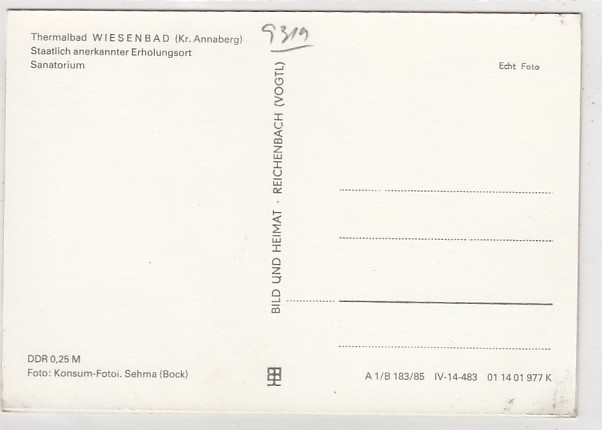 Thermalbad WIESENBAD (Kr. Annaberg)
Staatlich anerkannter Erholungsort
Sanatorium
9319
Echt Foto
BILD UND HEIMAT · REICHENBACH (VOGTL)
DDR 0,25 M
Foto: Konsum-Fotoi. Sehma (Bock)
A 1/B 183/85 IV-14-483 01 14 01 977 K